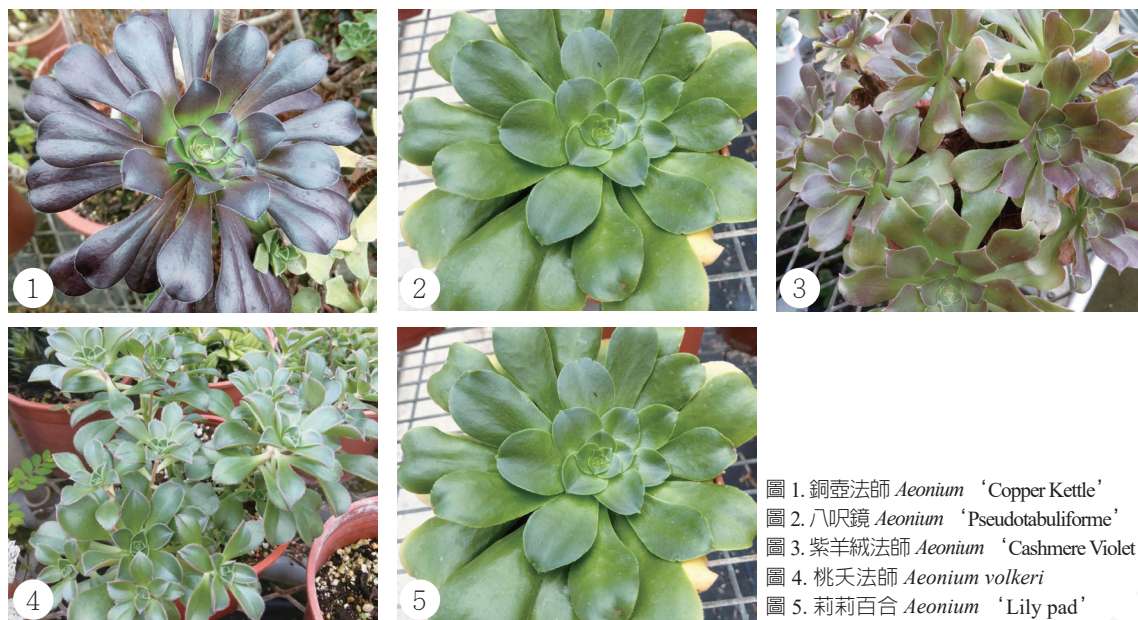 1
2
3
4
5
圖 1. 銅壺法師 Aeonium ‘Copper Kettle’
圖 2. 八呎鏡 Aeonium ‘Pseudotabuliforme’
圖 3. 紫羊絨法師 Aeonium ‘Cashmere Violet
圖 4. 桃夭法師 Aeonium volkeri
圖 5. 莉莉百合 Aeonium ‘Lily pad’